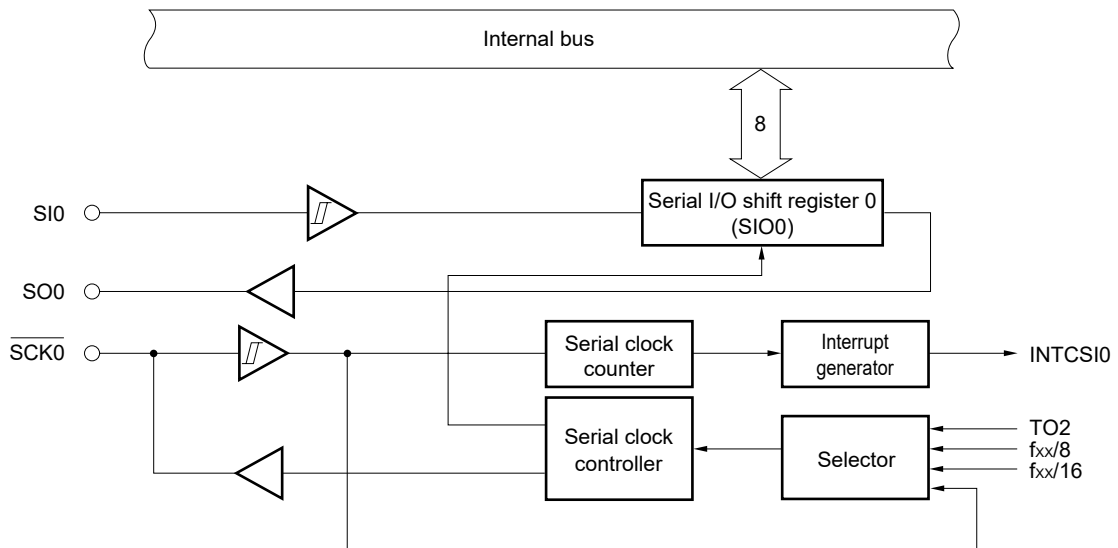 Internal bus
8
SI0
Serial I/O shift register 0
(SIO0)
SO0
SCK0
Serial clock
counter
Interrupt
generator
INTCSI0
Serial clock
controller
Selector
TO2
fxx/8
fxx/16